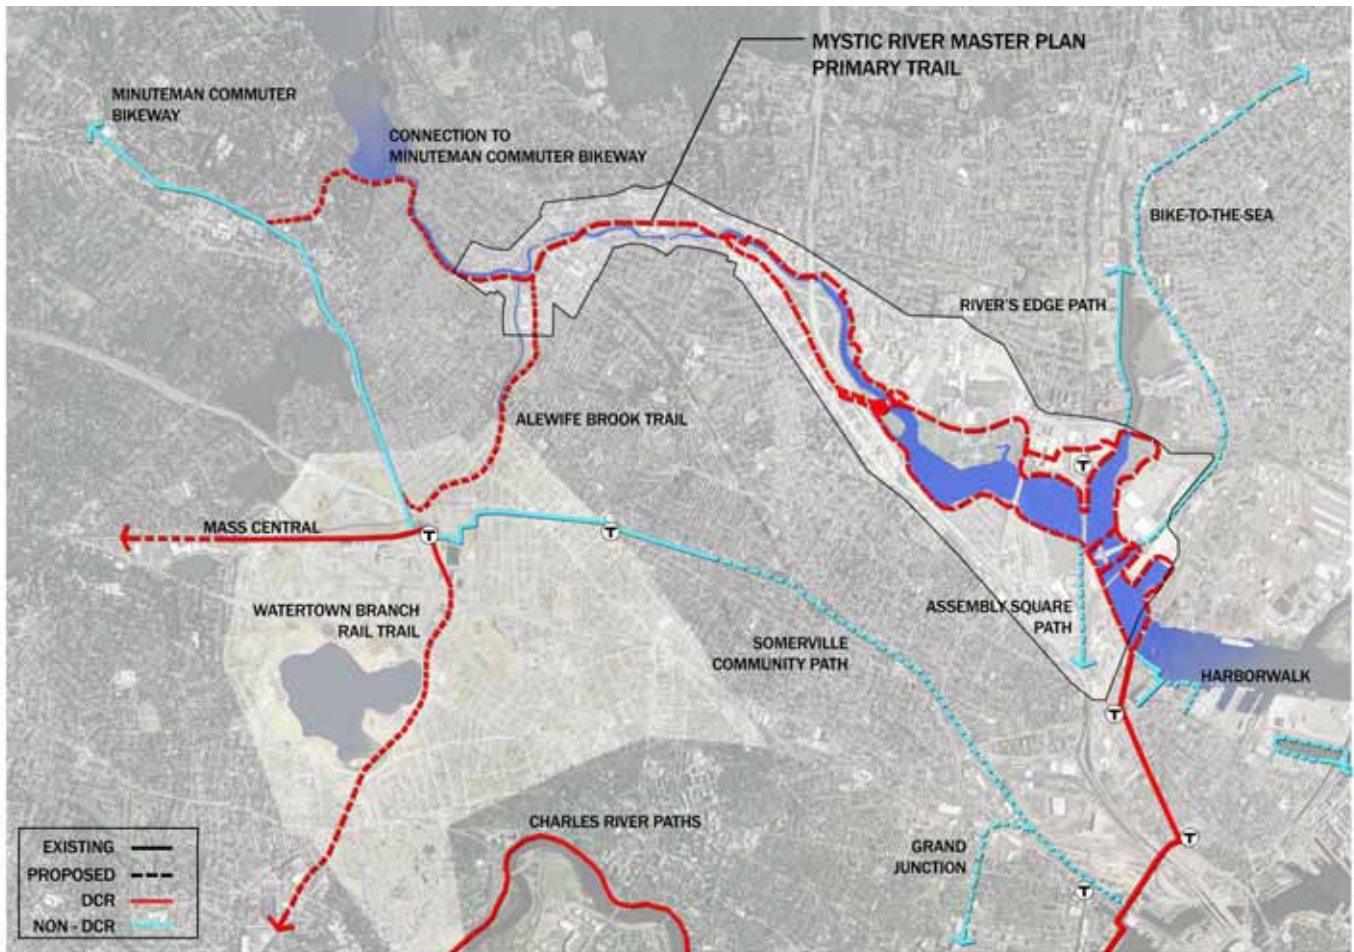 MYSTIC RIVER MASTER PLAN
PRIMARY TRAIL
MINUTEMAN COMMUTER
BIKEWAY
CONNECTION TO
MINUTEMAN COMMUTER BIKEWAY
BIKE-TO-THE-SEA
RIVER'S EDGE PATH
ALEWIFE BROOK TRAIL
T
MASS CENTRAL
T
T
WATERTOWN BRANCH
RAIL TRAIL
ASSEMBLY SQUARE
PATH
SOMERVILLE
COMMUNITY PATH
HARBORWALK
T
CHARLES RIVER PATHS
T
GRAND
JUNCTION
T
EXISTING
PROPOSED
DCR
NON - DCR